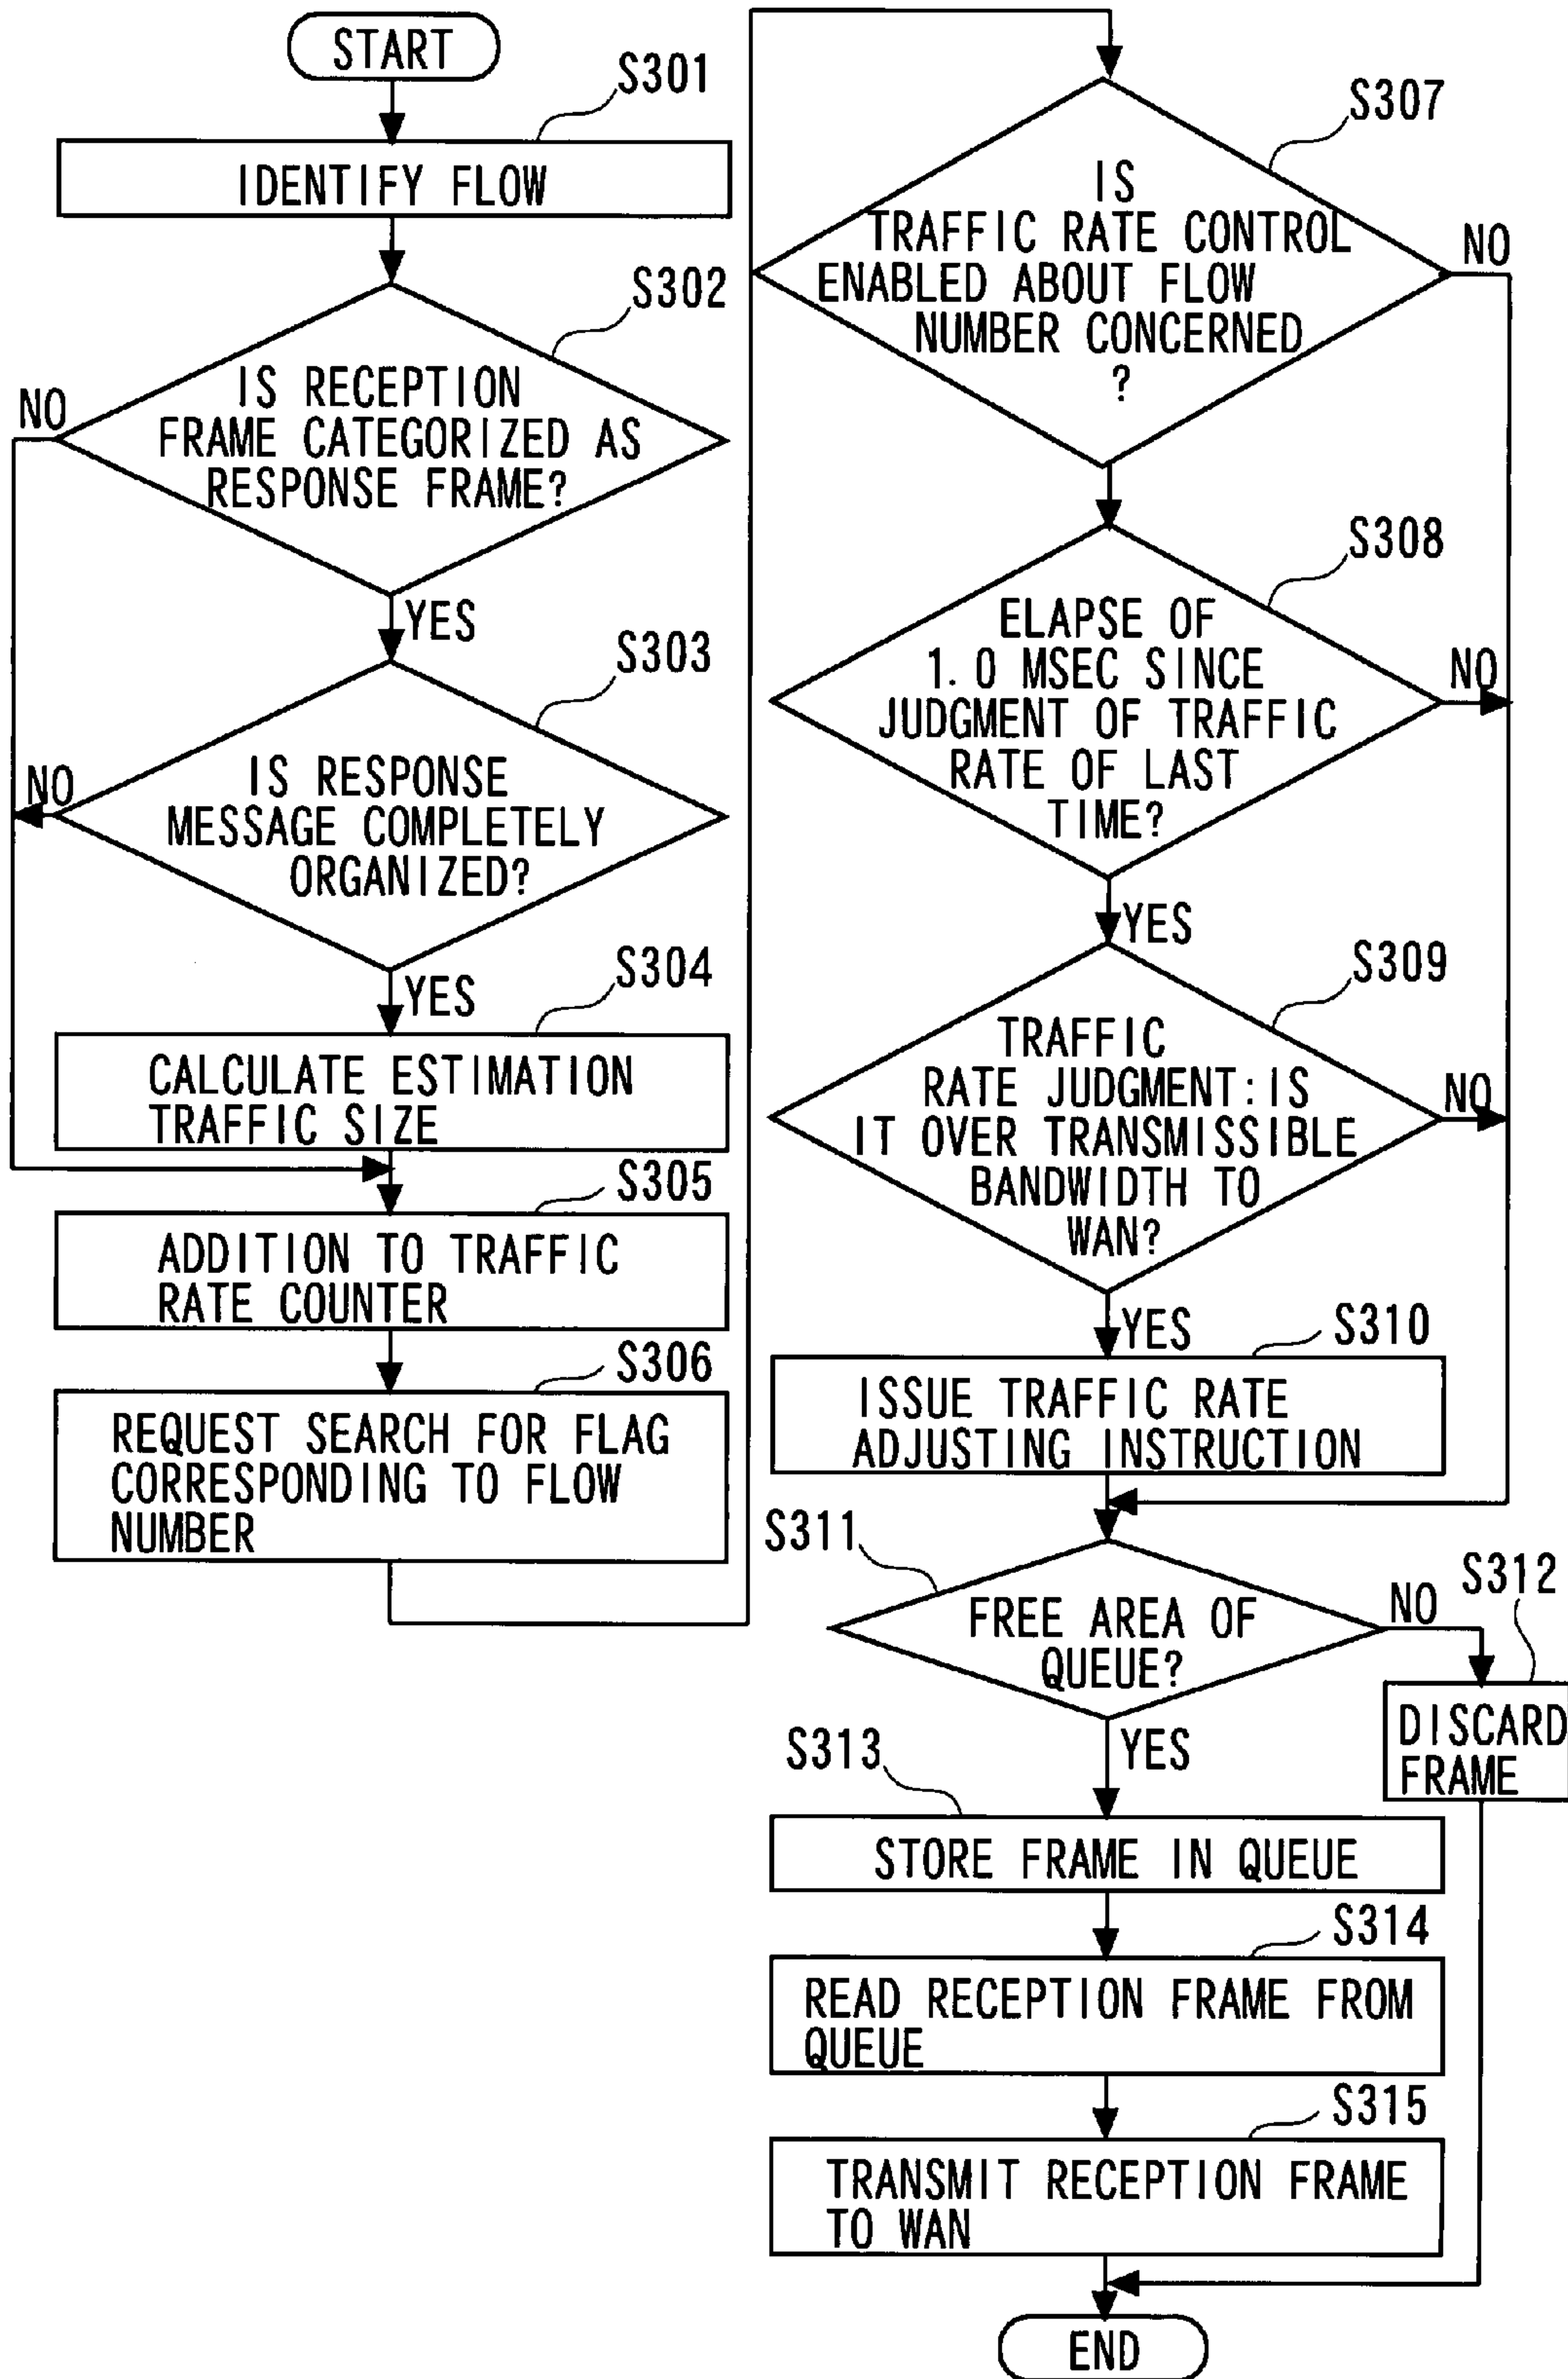 START
S301
IDENTIFY FLOW
S302
IS RECEPTION
FRAME CATEGORIZED AS
RESPONSE FRAME?
NO
YES
S303
IS RESPONSE
MESSAGE COMPLETELY
ORGANIZED?
NO
YES
S304
CALCULATE ESTIMATION
TRAFFIC SIZE
S305
ADDITION TO TRAFFIC
RATE COUNTER
S306
REQUEST SEARCH FOR FLAG
CORRESPONDING TO FLOW
NUMBER
S307
IS
TRAFFIC RATE CONTROL
ENABLED ABOUT FLOW
NUMBER CONCERNED
?
NO
S308
ELAPSE OF
1.0 MSEC SINCE
JUDGMENT OF TRAFFIC
RATE OF LAST
TIME?
NO
YES
S309
TRAFFIC
RATE JUDGMENT:IS
IT OVER TRANSMISSIBLE
BANDWIDTH TO
WAN?
NO
YES
S310
ISSUE TRAFFIC RATE
ADJUSTING INSTRUCTION
S311
FREE AREA OF
QUEUE?
NO
S312
DISCARD
FRAME
YES
S313
STORE FRAME IN QUEUE
S314
READ RECEPTION FRAME FROM
QUEUE
S315
TRANSMIT RECEPTION FRAME
TO WAN
END